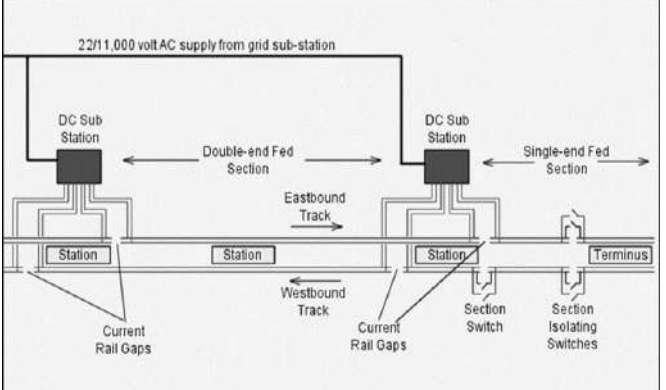 22/11,000 volt AC supply from grid sub-station
DC Sub
Station
DC Sub
Station
Double-end Fed
Section
Single-end Fed
Section
Eastbound
Track
Station
Station
Station
Terminus
Westbound
Track
Current
Rail Gaps
Current
Rail Gaps
Section
Switch
Section
Isolating
Switches